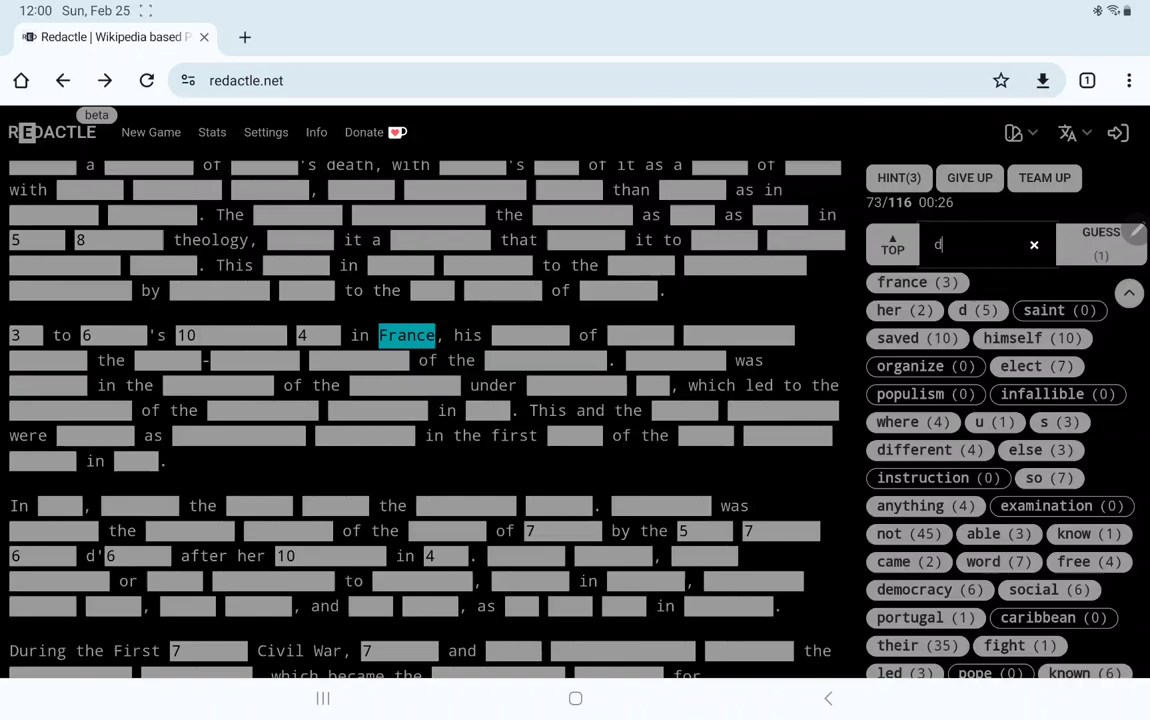 12:00 Sun, Feb 25
Redactle | Wikipedia based P
redactle.net
beta
REDACTLE New Game Stats Settings Info Donate
a of 's death, with 's of it as a of
with , than as in
. The the as as in
5 8 theology, it a that it to
. This in to the
by to the of .
3 to 6 's 10 4 in France, his of
the - of the . was
in the of the under , which led to the
of the in . This and the
were as in the first of the
in .
In , the the . was
the of the of 7 by the 5 7
6 d'6 after her 10 in 4 .
or to , in ,
, , and , as in .
During the First 7 Civil War, 7 and the
which became the for
HINT(3) GIVE UP TEAM UP
73/116 00:26
▲
TOP
d
×
GUESS
(1)
france (3)
her (2) d (5) saint (0)
saved (10) himself (10)
organize (0) elect (7)
populism (0) infallible (0)
where (4) u (1) s (3)
different (4) else (3)
instruction (0) so (7)
anything (4) examination (0)
not (45) able (3) know (1)
came (2) word (7) free (4)
democracy (6) social (6)
portugal (1) caribbean (0)
their (35) fight (1)
led (3) pope (0) known (6)